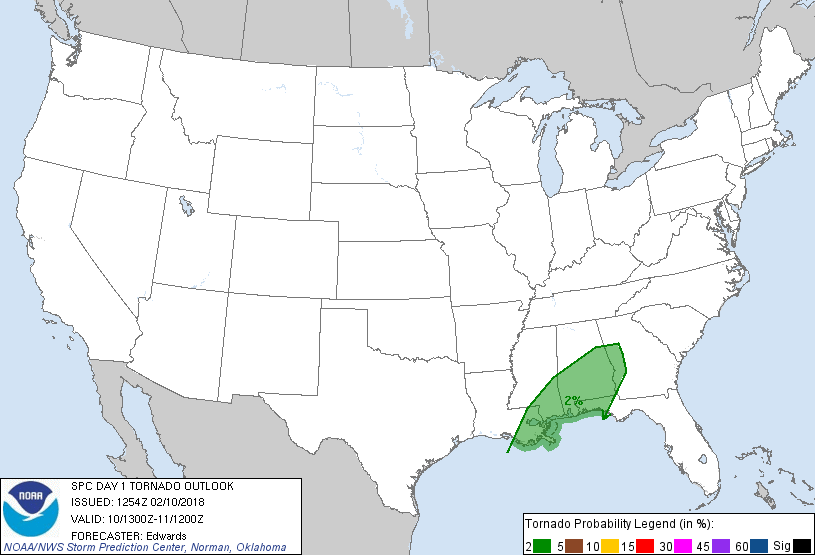 2%
NOAA
SPC DAY 1 TORNADO OUTLOOK
ISSUED: 1254Z 02/10/2018
VALID: 10/1300Z-11/1200Z
FORECASTER: Edwards
NOAA/NWS Storm Prediction Center, Norman, Oklahoma
Tornado Probability Legend (in %):
2 5 10 15 30 45 60 Sig